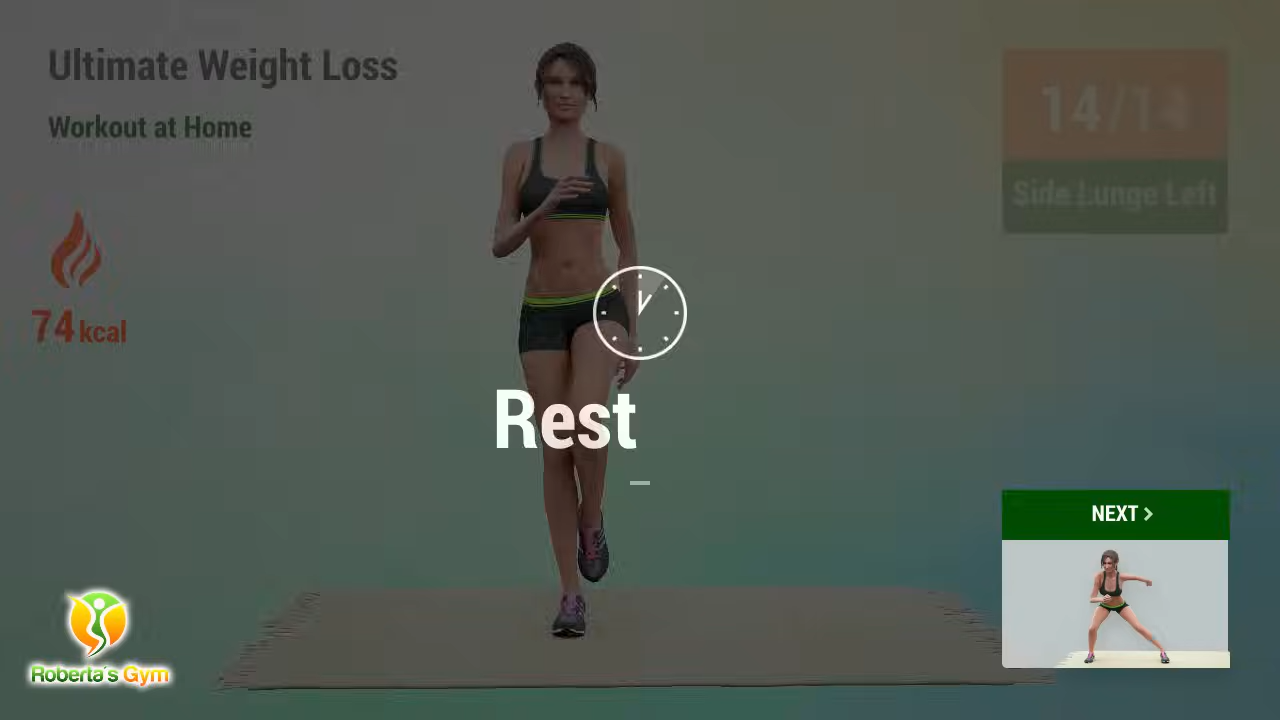 Ultimate Weight Loss
Workout at Home
14/14
Side Lunge Left
74 kcal
Rest
NEXT >
Roberta's Gym